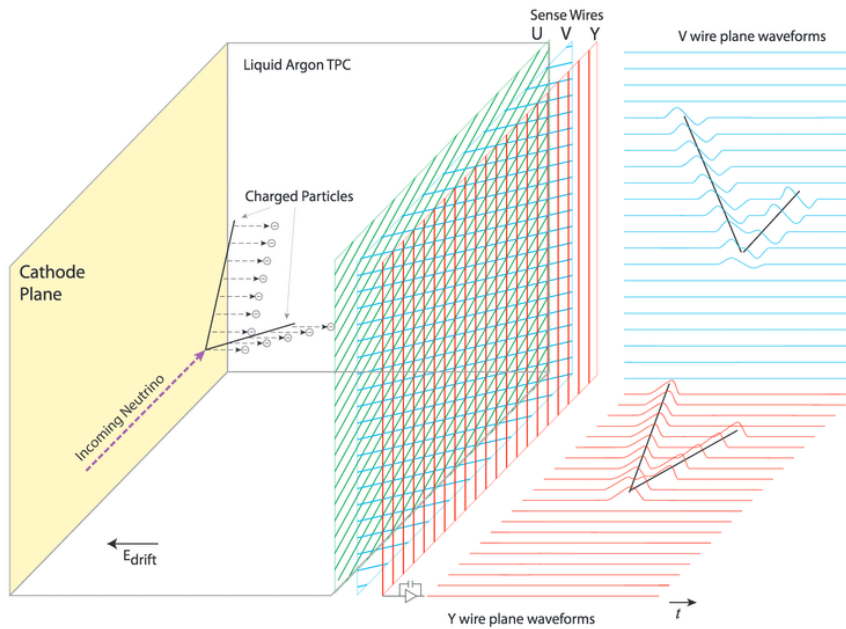 Sense Wires
U V Y
V wire plane waveforms
Liquid Argon TPC
Charged Particles
Cathode
Plane
Incoming Neutrino
Edrift
t
Y wire plane waveforms